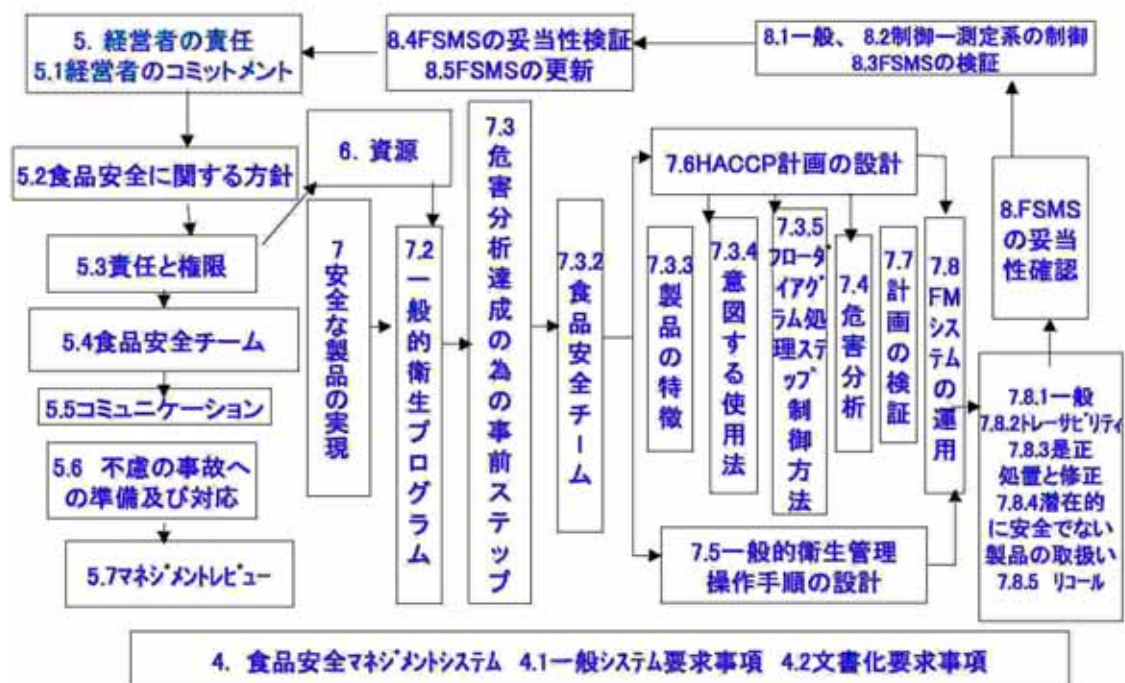 5. 経営者の責任
5.1経営者のコミットメント
8.4FSMSの妥当性検証
8.5FSMSの更新
8.1一般、 8.2制御ー測定系の制御
8.3FSMSの検証
5.2食品安全に関する方針
5.3責任と権限
5.4食品安全チーム
5.5コミュニケーション
5.6 不慮の事故へ
の準備及び対応
5.7マネジメントレビュー
6. 資源
7安全な製品の実現
7.2一般的衛生プログラム
7.3危害分析達成の為の事前ステップ
7.3.2食品安全チーム
7.6HACCP計画の設計
7.3.3製品の特徴
7.3.4意図する使用法
7.3.5
フローダ
イアグ
ラム処
理ステ
ップ制
御方
法
7.4危害分析
7.7計画の検証
7.8
FM
シス
テム
の運
用
7.5一般的衛生管理
操作手順の設計
8.FSMS
の妥当
性確認
7.8.1一般
7.8.2トレーサビリティ
7.8.3是正
処置と修正
7.8.4潜在的
に安全でない
製品の取扱い
7.8.5 リコール
4. 食品安全マネジメントシステム 4.1一般システム要求事項 4.2文書化要求事項